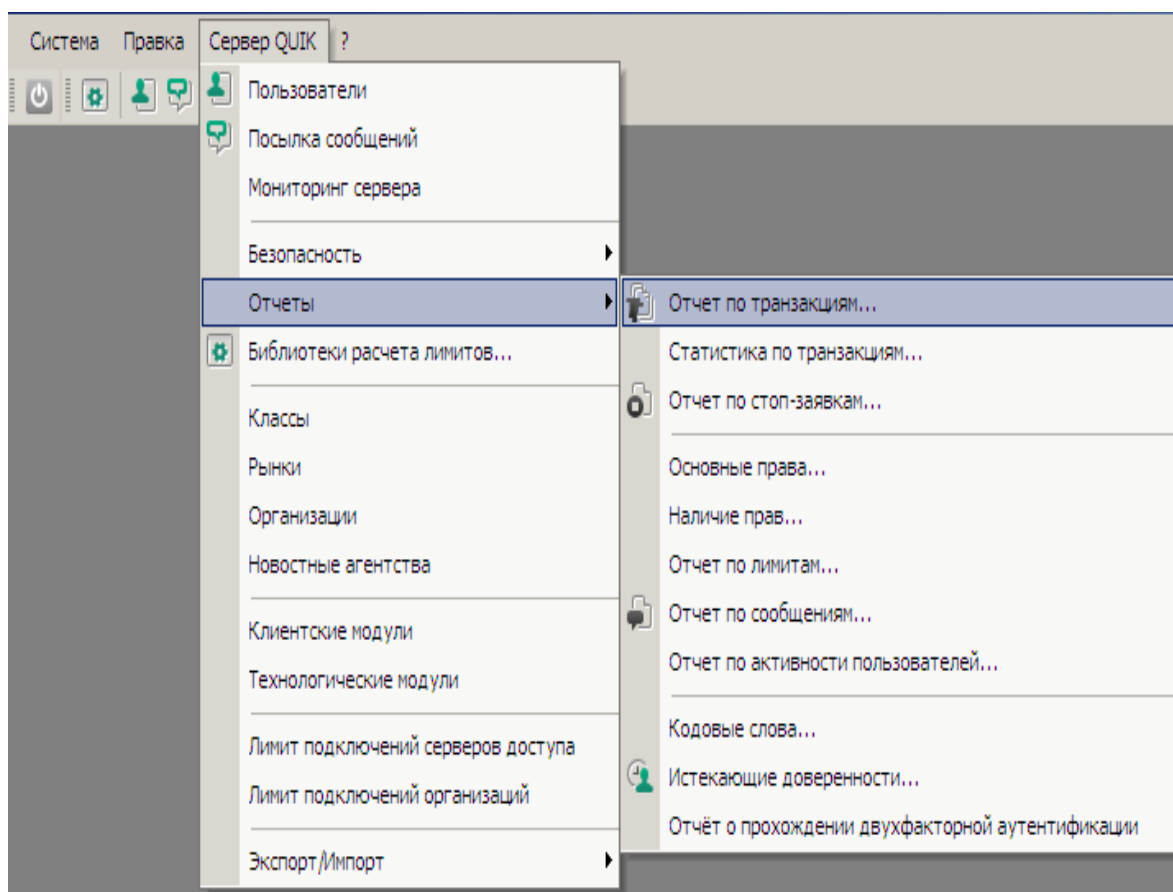 Система Правка Сервер QUIK ?
Пользователи
Посылка сообщений
Мониторинг сервера
Безопасность
Отчеты
Библиотеки расчета лимитов...
Классы
Рынки
Организации
Новостные агентства
Клиентские модули
Технологические модули
Лимит подключений серверов доступа
Лимит подключений организаций
Экспорт/Импорт
Отчет по транзакциям...
Статистика по транзакциям...
Отчет по стоп-заявкам...
Основные права...
Наличие прав...
Отчет по лимитам...
Отчет по сообщениям...
Отчет по активности пользователей...
Кодовые слова...
Истекающие доверенности...
Отчёт о прохождении двухфакторной аутентификации